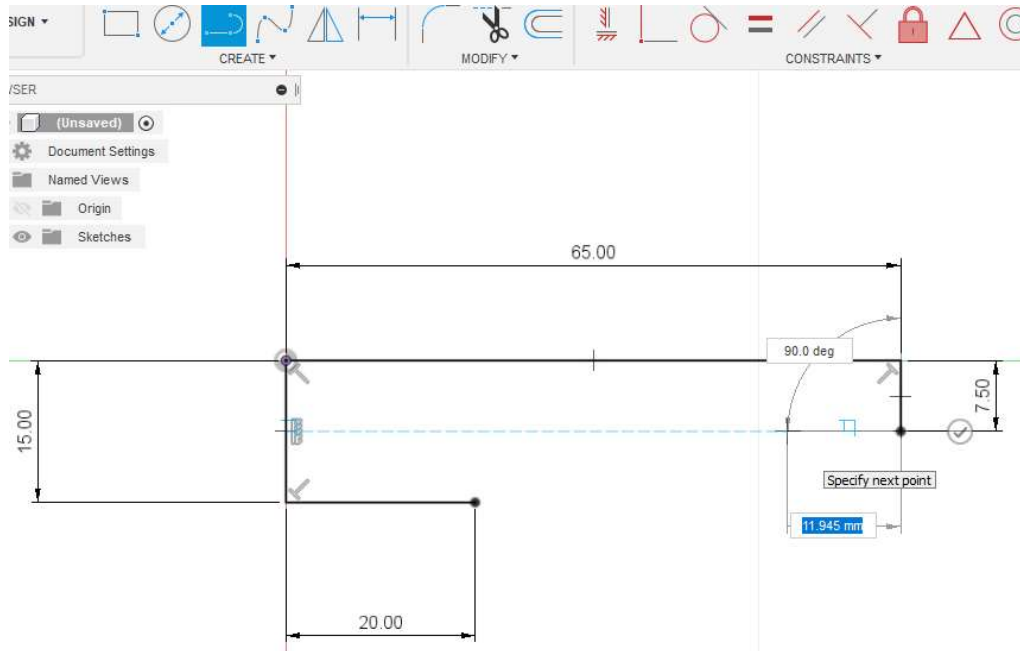 SIGN ▾
CREATE ▾
MODIFY ▾
CONSTRAINTS ▾
WSER
(Unsaved)
Document Settings
Named Views
Origin
Sketches
65.00
90.0 deg
7.50
15.00
Specify next point
11.945 mm
20.00